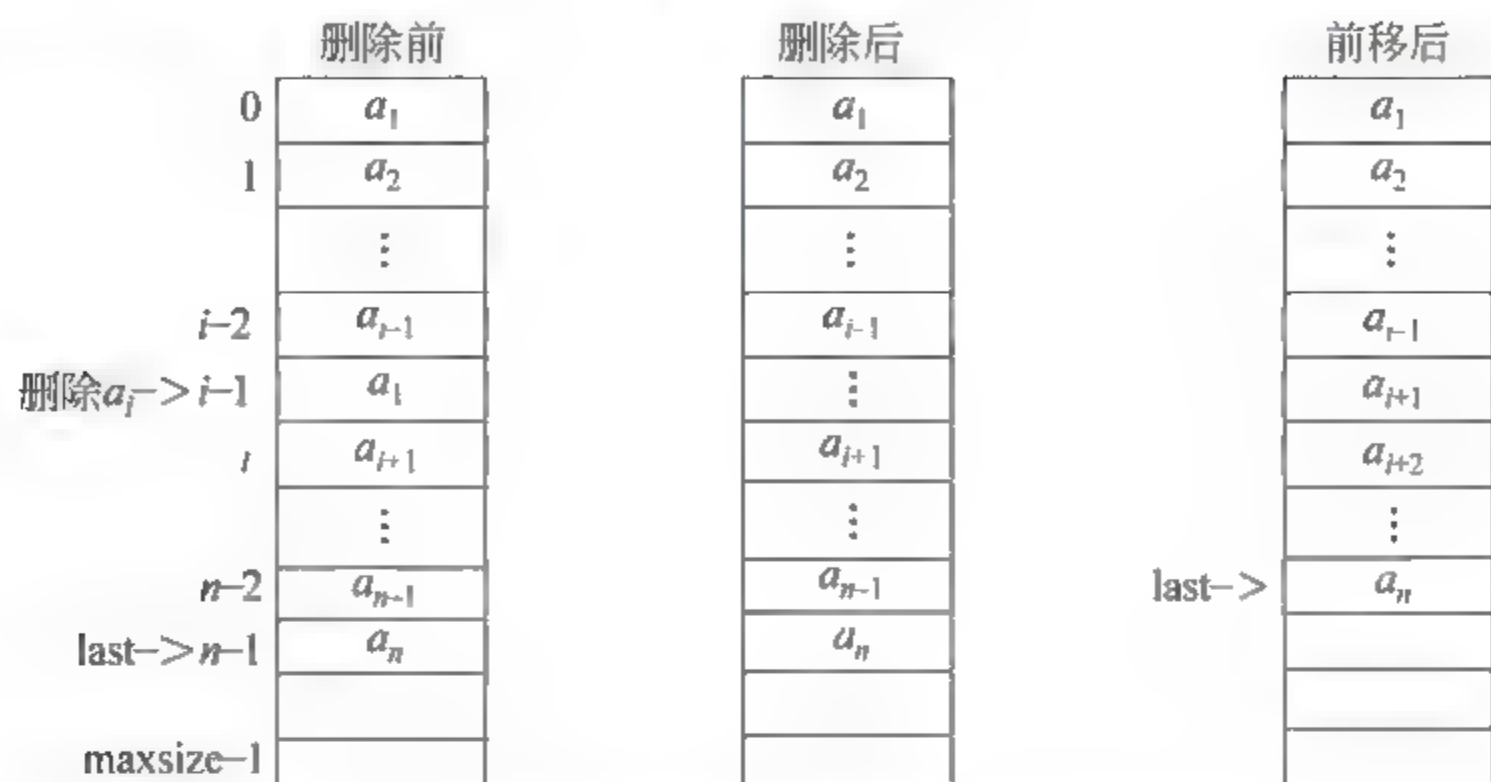 删除前 删除后 前移后
0 a₁ a₁ a₁
1 a₂ a₂ a₂
⋮ ⋮ ⋮
i-2 aᵢ₋₁ aᵢ₋₁ aᵢ₋₁
删除aᵢ->i-1 a₁ ⋮ aᵢ₊₁
i aᵢ₊₁ aᵢ₊₁ aᵢ₊₂
⋮ ⋮ ⋮
n-2 aₙ₋₁ aₙ₋₁ last-> aₙ
last->n-1 aₙ aₙ
maxsize-1